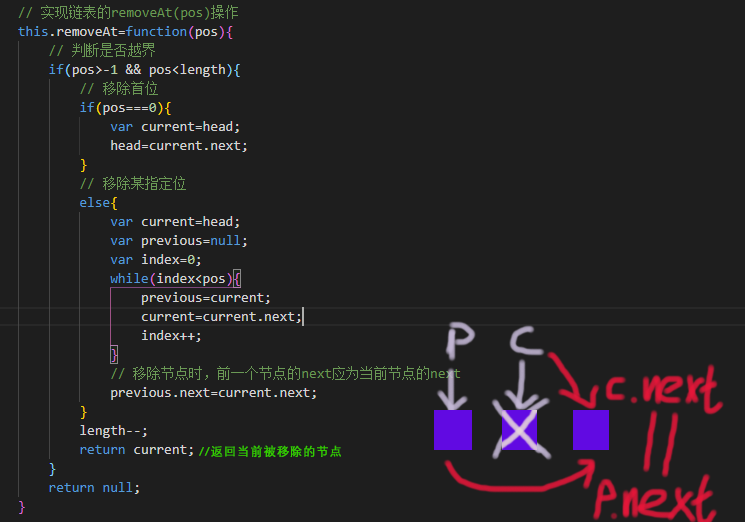 // 实现链表的removeAt(pos)操作
this.removeAt=function(pos){
// 判断是否越界
if(pos>-1 && pos<length){
// 移除首位
if(pos===0){
var current=head;
head=current.next;
}
// 移除某指定位
else{
var current=head;
var previous=null;
var index=0;
while(index<pos){
previous=current;
current=current.next;
index++;
}
// 移除节点时，前一个节点的next应为当前节点的next
previous.next=current.next;
}
length--;
return current; //返回当前被移除的节点
}
return null;
}
P C
c.next
p.next